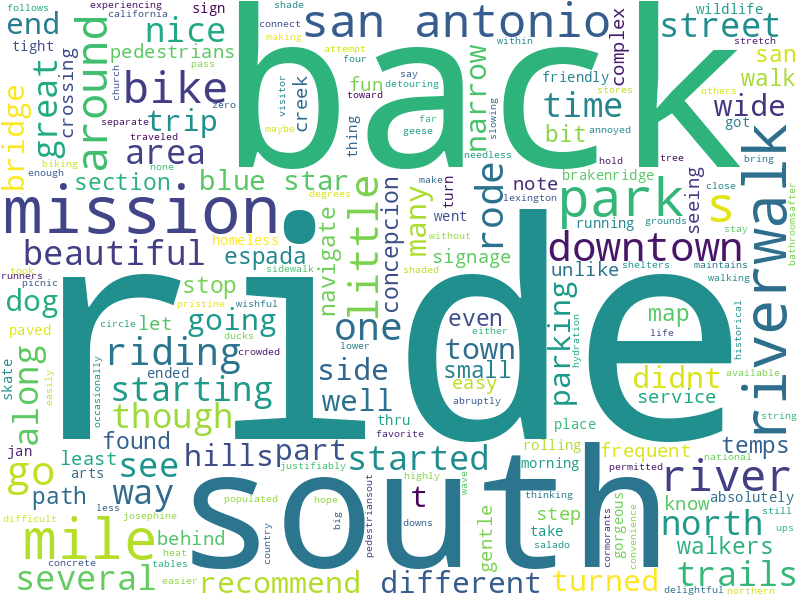 follows
experiencing
california
sign
end
tight
nice
pedestrians
crossing
around
great
bridge
bike
church
pass
separate
traveled
biking
enough
none
trip
area
section
connect
making
shade
attempt
four
san antonio
back
visitor
maybe
zero
creek
say
detouring
toward
fun
far
geese
thing
slowing
narrow
within
street
complex
wildlife
stretch
others
stores
friendly
san
walk
time
annoyed
wide
bit
got
hold
tree
bring
needless
brakenridge
blue star
mission
little
many
concepcion
turn
make
lexington
note
rode
park
s
seeing
close
running
grounds
stay
riverwalk
bathroomsafter
went
without
signage
downtown
unlike
shelters
maintains
walking
beautiful
homeless
espada
navigate
degrees
shaded
took
runners
picnic
sidewalk
pristine
wishful
stop
dog
paved
circle
let
ducks
going
lower
one
even
either
map
life
historical
hydration
parking
ride
riding
ended
crowded
side
town
small
easy
abruptly
skate
along
easily
occasionally
starting
though
well
didnt
service
available
string
thru
favorite
place
jan
arts
found
see
least
hills
part
justifiably
started
rolling
morning
frequent
temps
permitted
national
go
path
way
less
t
highly
wave
thinking
river
know
absolutely
still
populated
hope
south
josephine
difficult
mile
behind
concrete
heat
tables
country
big
pedestriansout
downs
gentle
step
take
salado
cormorants
gorgeous
convenience
north
ups
walkers
several
easier
recommend
different
turned
trails
delightful
northern